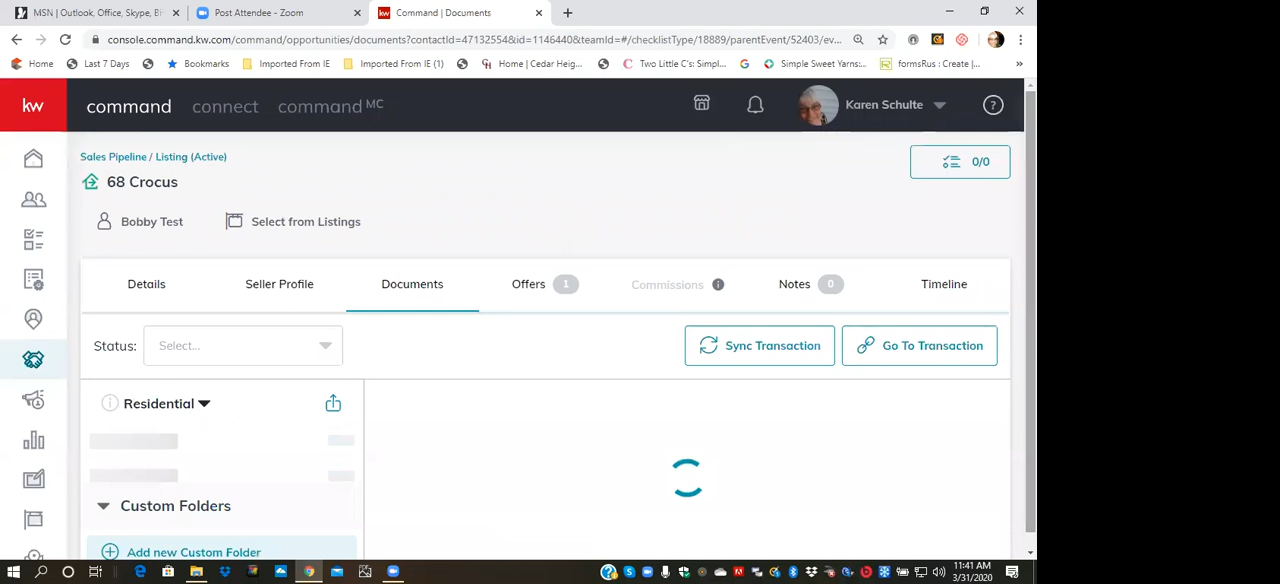 MSN | Outlook, Office, Skype, Bi
Post Attendee - Zoom
Command | Documents
console.command.kw.com/command/opportunities/documents?contactId=47132554&id=1146440&teamId=#/checklistType/18889/parentEvent/52403/ev...
Home
Last 7 Days
Bookmarks
Imported From IE
Imported From IE (1)
Home | Cedar Heig...
Two Little C's: Simpl...
Simple Sweet Yarns:...
formsRus : Create |...
»
kw
command
connect
command MC
Karen Schulte
?
Sales Pipeline / Listing (Active)
0/0
68 Crocus
Bobby Test
Select from Listings
Details
Seller Profile
Documents
Offers 1
Commissions
Notes 0
Timeline
Status:
Select...
Sync Transaction
Go To Transaction
Residential
Custom Folders
Add new Custom Folder
11:41 AM
3/31/2020